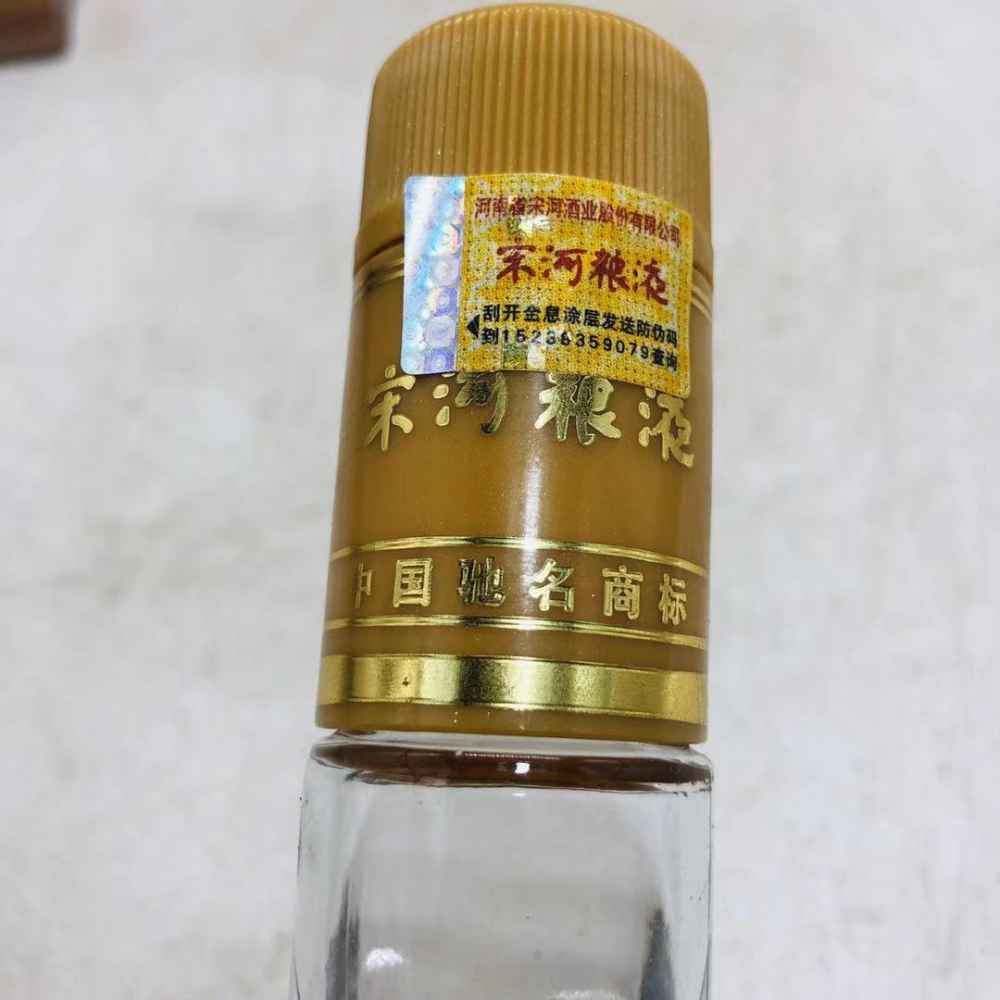 河南省宋河酒业股份有限公司
宋河粮液
刮开全息涂层发送防伪码
到15236359079查询
宋河粮液
中国驰名商标